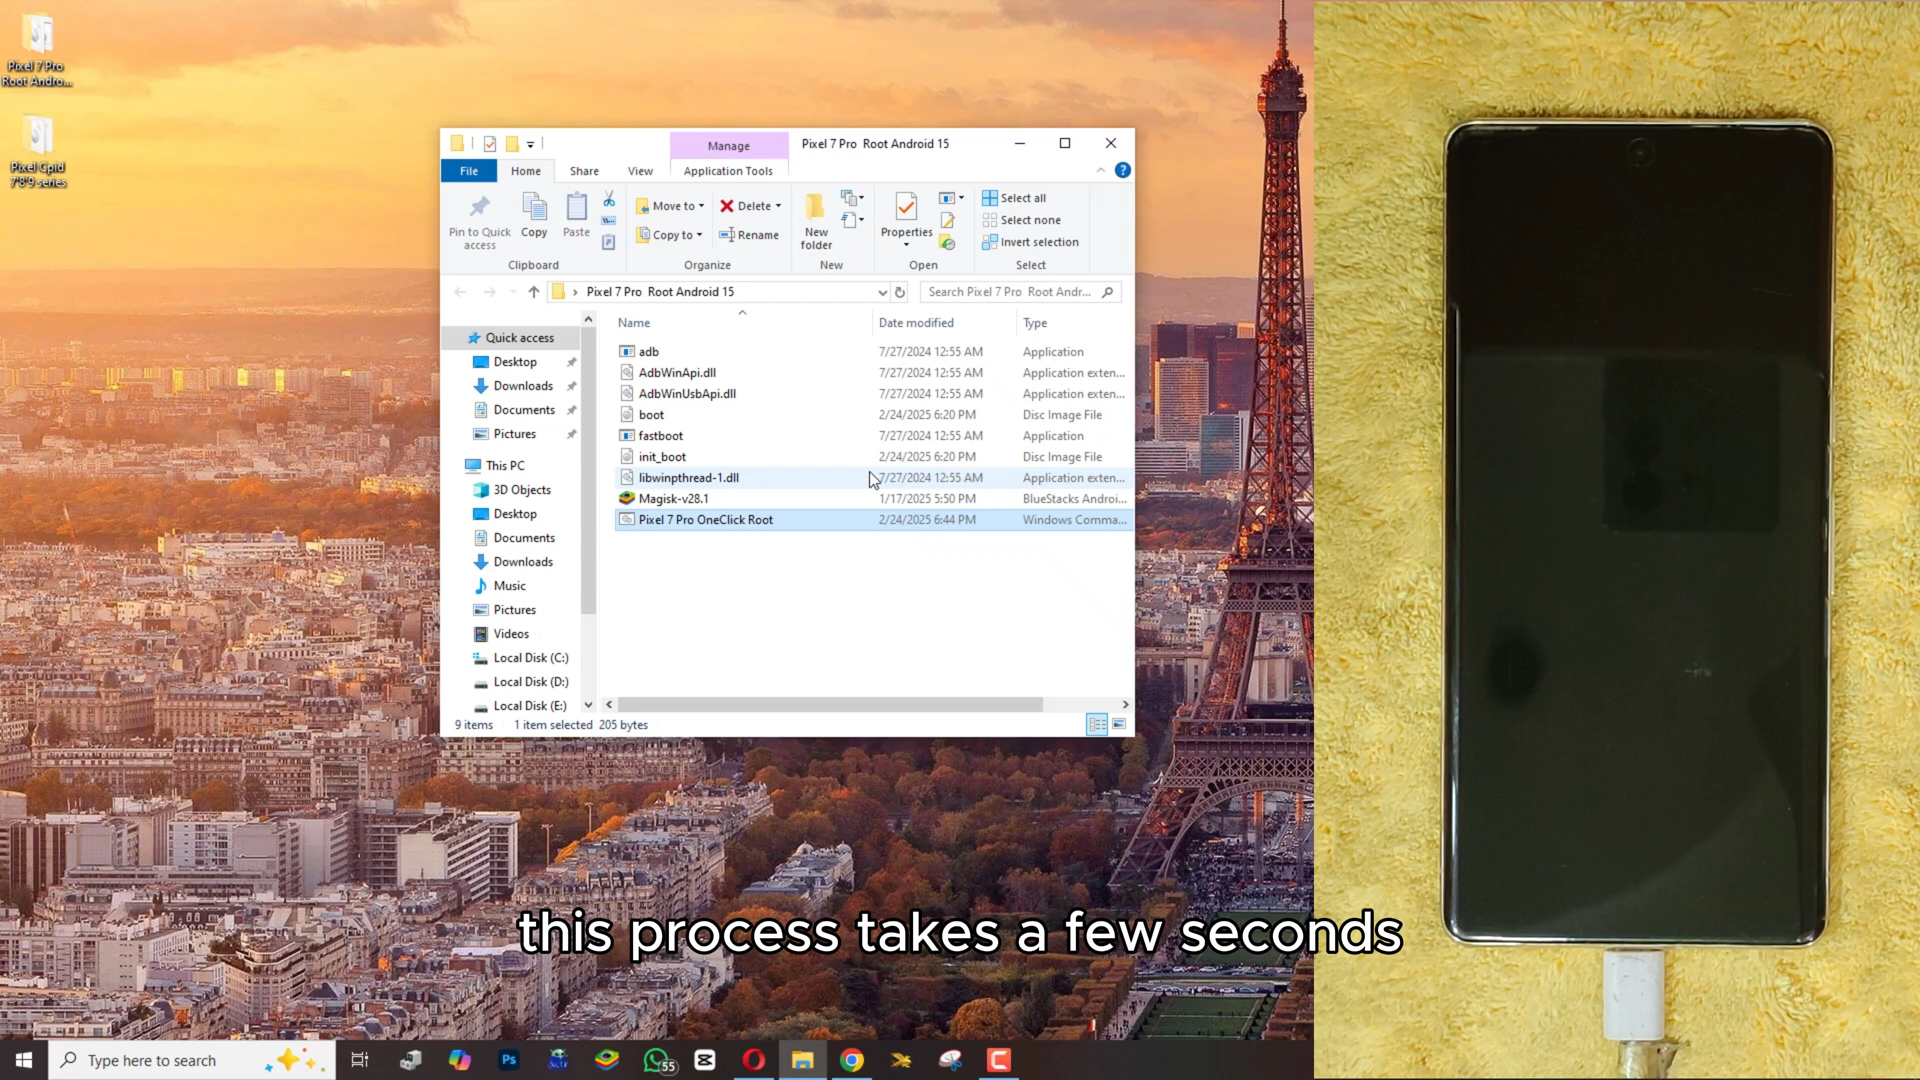 Pixel 7 Pro
Root Andro...
Pixel Cpid
7'8'9 series
Manage
Pixel 7 Pro Root Android 15
File
Home
Share
View
Application Tools
Pin to Quick
access
Copy
Paste
Move to
Copy to
Delete
Rename
New
folder
Properties
Select all
Select none
Invert selection
Clipboard
Organize
New
Open
Select
Pixel 7 Pro Root Android 15
Search Pixel 7 Pro Root Andr...
Name
Date modified
Type
Quick access
Desktop
Downloads
Documents
Pictures
This PC
3D Objects
Desktop
Documents
Downloads
Music
Pictures
Videos
Local Disk (C:)
Local Disk (D:)
Local Disk (E:)
adb 7/27/2024 12:55 AM Application
AdbWinApi.dll 7/27/2024 12:55 AM Application exten...
AdbWinUsbApi.dll 7/27/2024 12:55 AM Application exten...
boot 2/24/2025 6:20 PM Disc Image File
fastboot 7/27/2024 12:55 AM Application
init_boot 2/24/2025 6:20 PM Disc Image File
libwinpthread-1.dll 7/27/2024 12:55 AM Application exten...
Magisk-v28.1 1/17/2025 5:50 PM BlueStacks Androi...
Pixel 7 Pro OneClick Root 2/24/2025 6:44 PM Windows Comma...
9 items 1 item selected 205 bytes
this process takes a few seconds
Type here to search
Ps
55